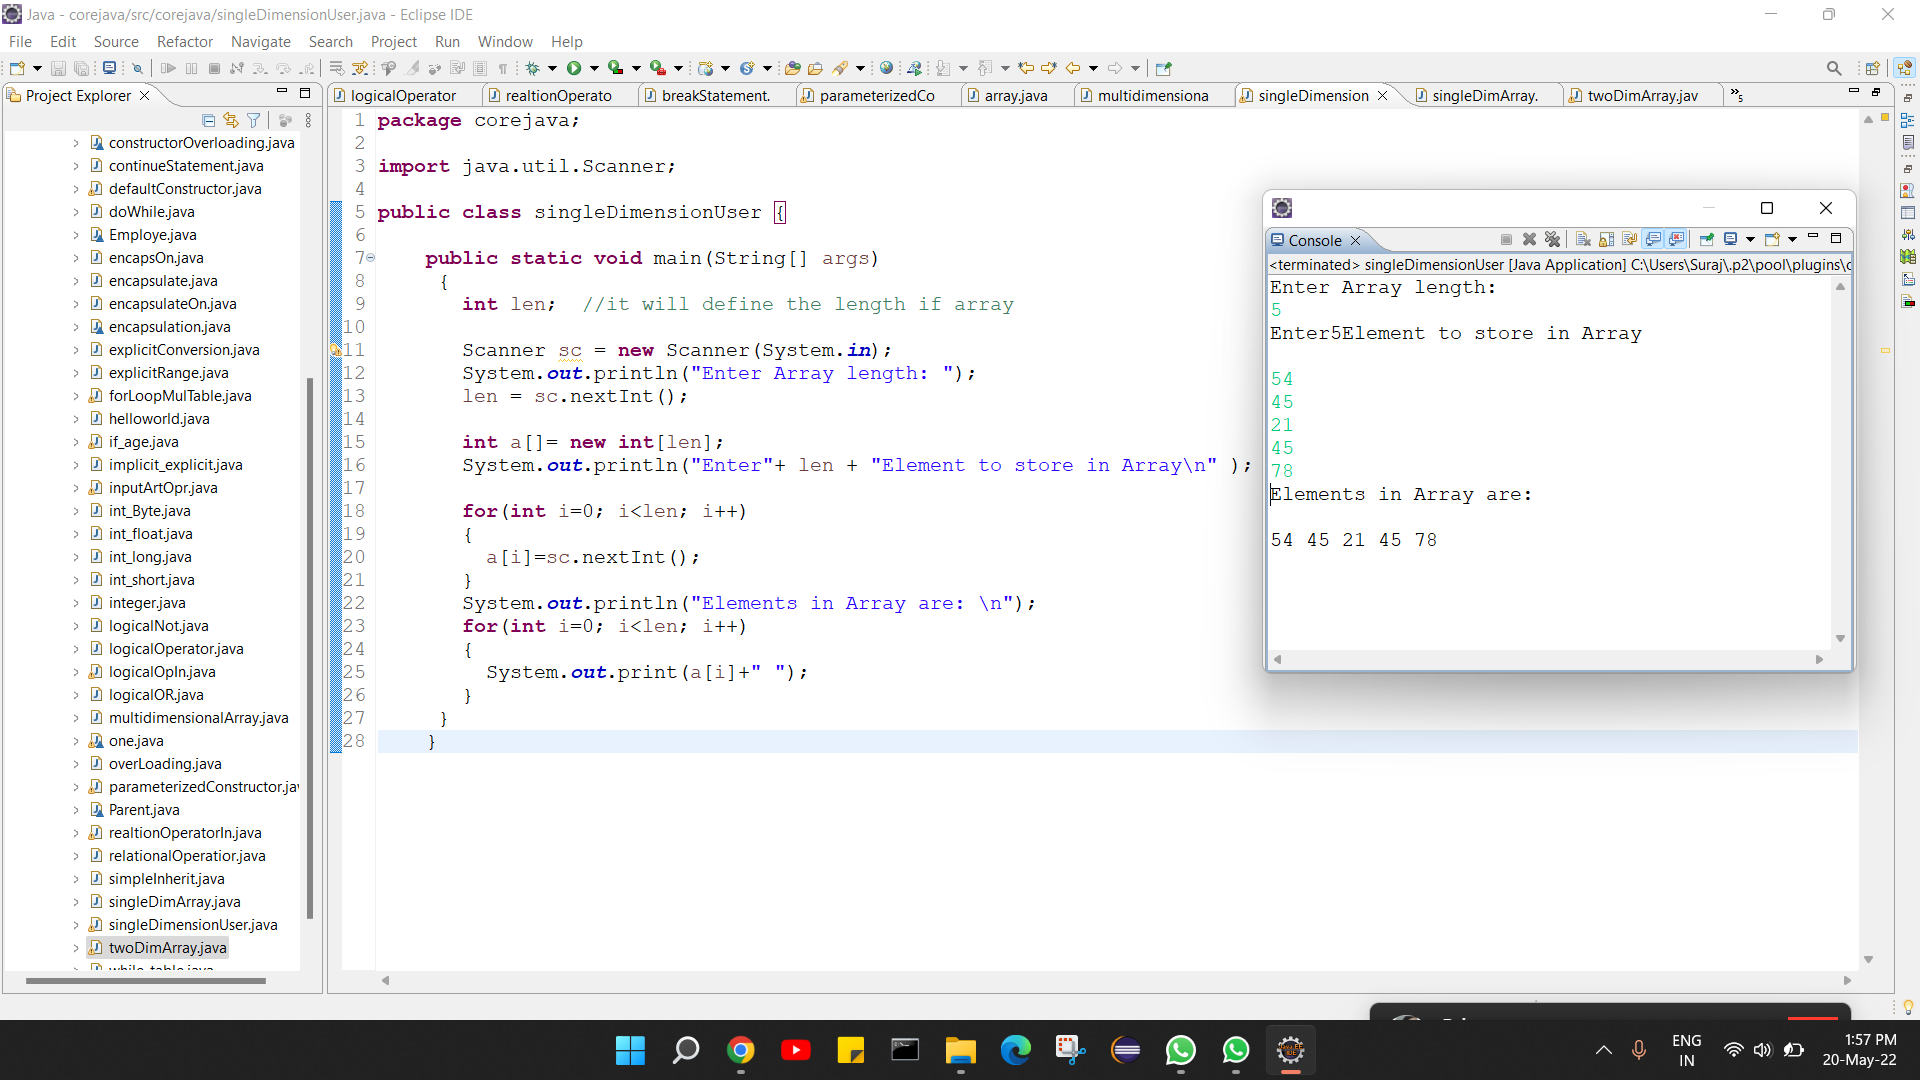 Java - corejava/src/corejava/singleDimensionUser.java - Eclipse IDE
File Edit Source Refactor Navigate Search Project Run Window Help
Project Explorer
logicalOperator realtionOperato breakStatement. parameterizedCo array.java multidimensiona singleDimension singleDimArray. twoDimArray.jav »5
constructorOverloading.java
continueStatement.java
defaultConstructor.java
doWhile.java
Employe.java
encapsOn.java
encapsulate.java
encapsulateOn.java
encapsulation.java
explicitConversion.java
explicitRange.java
forLoopMulTable.java
helloworld.java
if_age.java
implicit_explicit.java
inputArtOpr.java
int_Byte.java
int_float.java
int_long.java
int_short.java
integer.java
logicalNot.java
logicalOperator.java
logicalOpIn.java
logicalOR.java
multidimensionalArray.java
one.java
overLoading.java
parameterizedConstructor.jav
Parent.java
realtionOperatorIn.java
relationalOperatior.java
simpleInherit.java
singleDimArray.java
singleDimensionUser.java
twoDimArray.java
while_table.java
1 package corejava;
2
3 import java.util.Scanner;
4
5 public class singleDimensionUser {
6
7 public static void main(String[] args)
8 {
9 int len; //it will define the length if array
10
11 Scanner sc = new Scanner(System.in);
12 System.out.println("Enter Array length: ");
13 len = sc.nextInt();
14
15 int a[]= new int[len];
16 System.out.println("Enter"+ len + "Element to store in Array\n" );
17
18 for(int i=0; i<len; i++)
19 {
20 a[i]=sc.nextInt();
21 }
22 System.out.println("Elements in Array are: \n");
23 for(int i=0; i<len; i++)
24 {
25 System.out.print(a[i]+" ");
26 }
27 }
28 }
Console
<terminated> singleDimensionUser [Java Application] C:\Users\Suraj\.p2\pool\plugins\o
Enter Array length:
5
Enter5Element to store in Array
54
45
21
45
78
Elements in Array are:
54 45 21 45 78
ENG
IN
1:57 PM
20-May-22